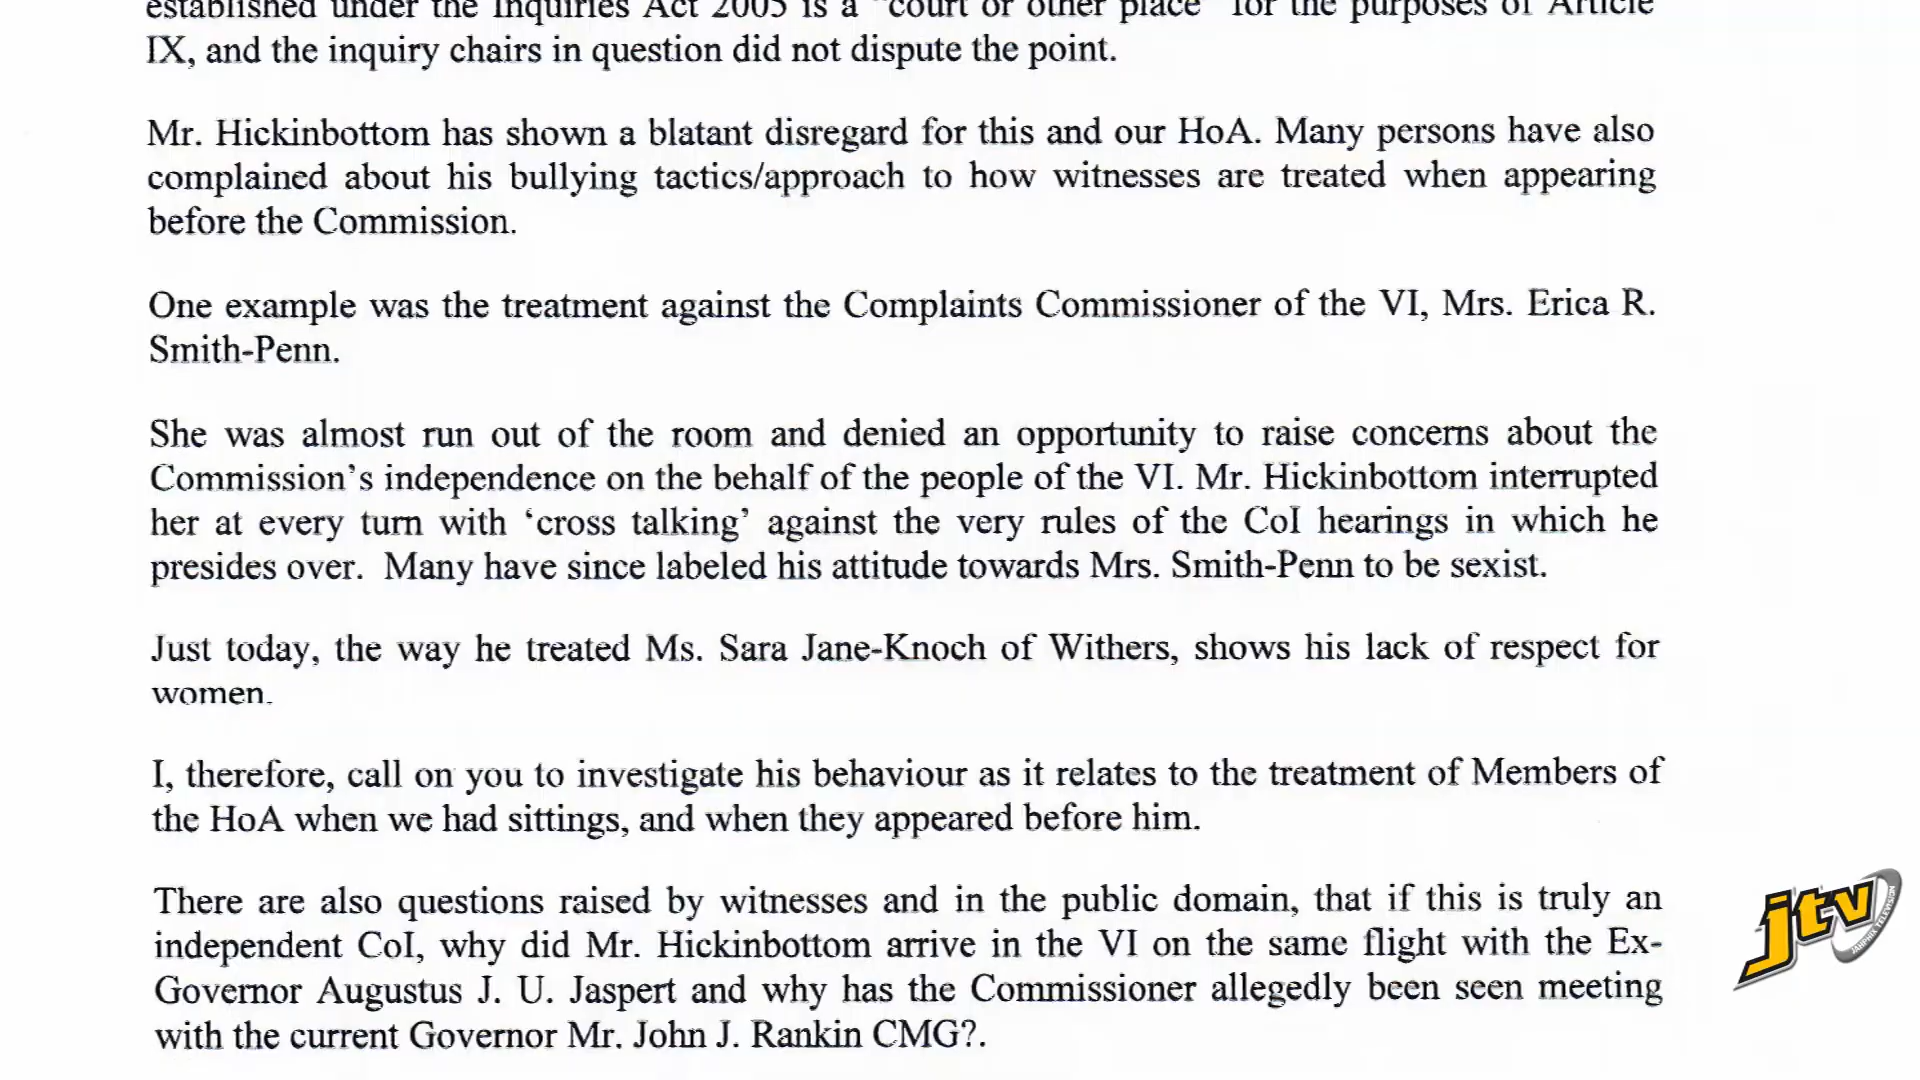 established under the Inquiries Act 2005 is a "court or other place" for the purposes of Article
IX, and the inquiry chairs in question did not dispute the point.
Mr. Hickinbottom has shown a blatant disregard for this and our HoA. Many persons have also
complained about his bullying tactics/approach to how witnesses are treated when appearing
before the Commission.
One example was the treatment against the Complaints Commissioner of the VI, Mrs. Erica R.
Smith-Penn.
She was almost run out of the room and denied an opportunity to raise concerns about the
Commission's independence on the behalf of the people of the VI. Mr. Hickinbottom interrupted
her at every turn with ‘cross talking’ against the very rules of the CoI hearings in which he
presides over. Many have since labeled his attitude towards Mrs. Smith-Penn to be sexist.
Just today, the way he treated Ms. Sara Jane-Knoch of Withers, shows his lack of respect for
women.
I, therefore, call on you to investigate his behaviour as it relates to the treatment of Members of
the HoA when we had sittings, and when they appeared before him.
There are also questions raised by witnesses and in the public domain, that if this is truly an
independent CoI, why did Mr. Hickinbottom arrive in the VI on the same flight with the Ex-
Governor Augustus J. U. Jaspert and why has the Commissioner allegedly been seen meeting
with the current Governor Mr. John J. Rankin CMG?.
jtv
JAHPHIX TELEVISION